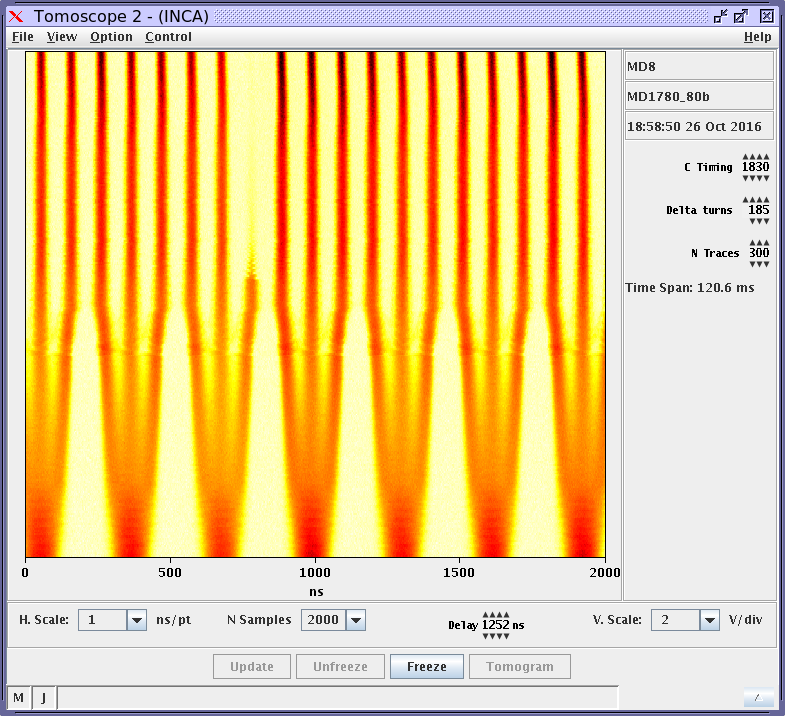 Tomoscope 2 - (INCA)
File View Option Control Help
MD8
MD1780_80b
18:58:50 26 Oct 2016
C Timing 1830
Delta turns 185
N Traces 300
Time Span: 120.6 ms
0 500 1000 1500 2000
ns
H. Scale: 1 ns/pt N Samples 2000 Delay 1252 ns V. Scale: 2 V/div
Update Unfreeze Freeze Tomogram
M J